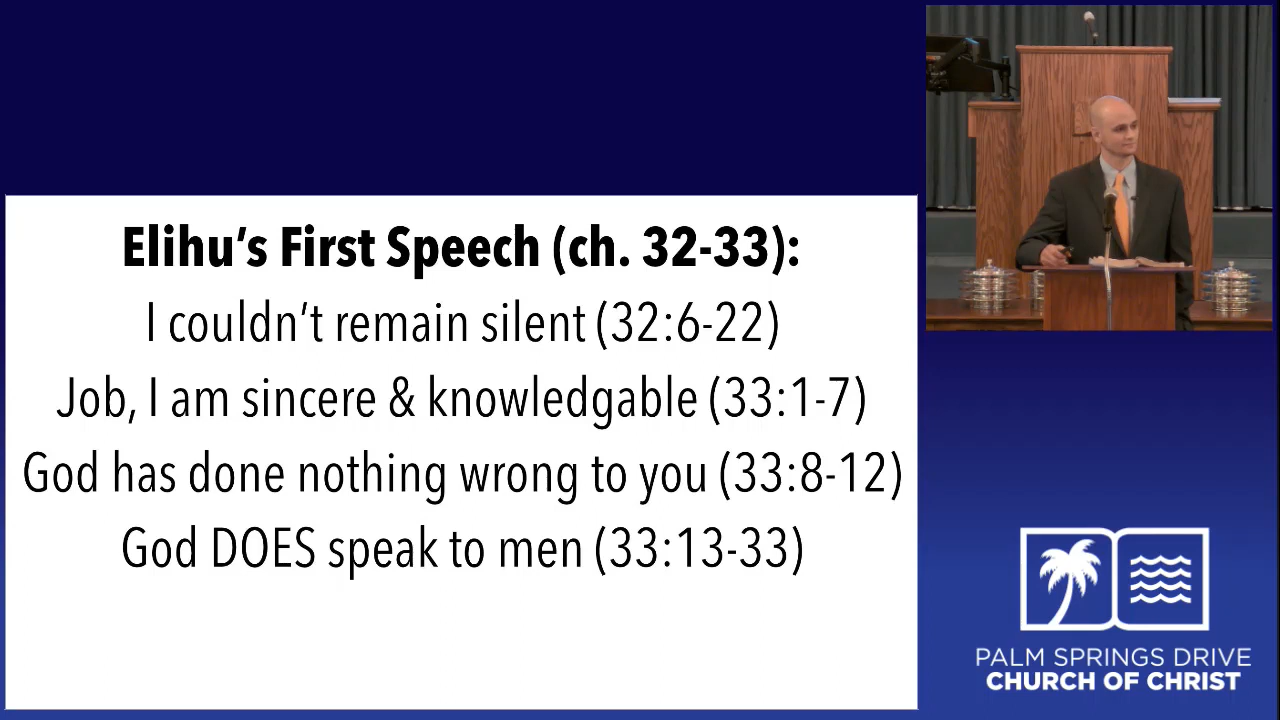 Elihu’s First Speech (ch. 32-33):
I couldn’t remain silent (32:6-22)
Job, I am sincere & knowledgable (33:1-7)
God has done nothing wrong to you (33:8-12)
God DOES speak to men (33:13-33)
PALM SPRINGS DRIVE
CHURCH OF CHRIST